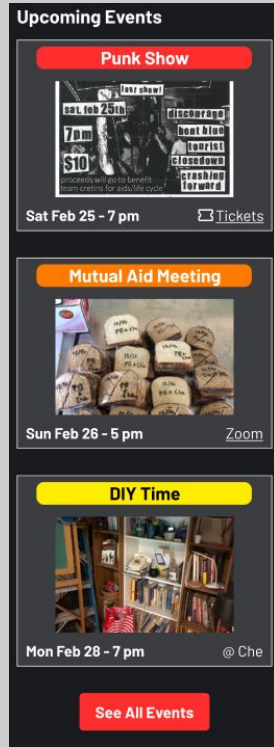 Upcoming Events
Punk Show
last show!
sat. feb 25th
discourage
7pm
bent blue
tourist
$10
closedown
crashing
forward
proceeds will go to benefit
team cretins for aids/life cycle
Sat Feb 25 - 7 pm
Tickets
Mutual Aid Meeting
Sun Feb 26 - 5 pm
Zoom
DIY Time
Mon Feb 28 - 7 pm
@ Che
See All Events